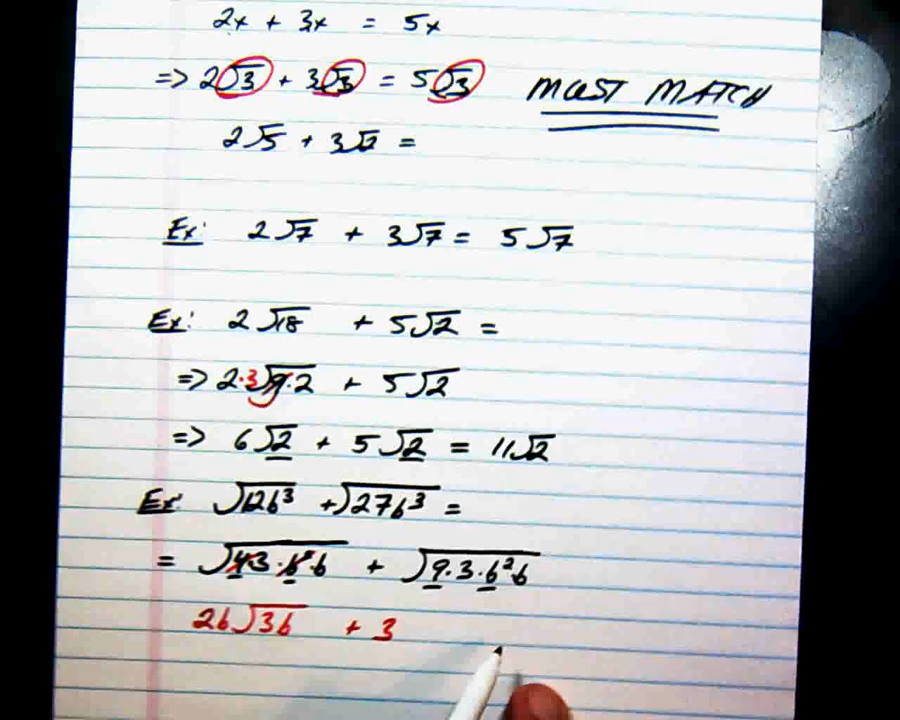 2x + 3x = 5x
=> 2√3 + 3√3 = 5√3 MUST MATCH
2√5 + 3√2 =
Ex: 2√7 + 3√7 = 5√7
Ex: 2√18 + 5√2 =
=> 2·3√9·2 + 5√2
=> 6√2 + 5√2 = 11√2
Ex: √12b³ + √27b³ =
= √4·3·b²·b + √9·3·b²b
2b√3b + 3